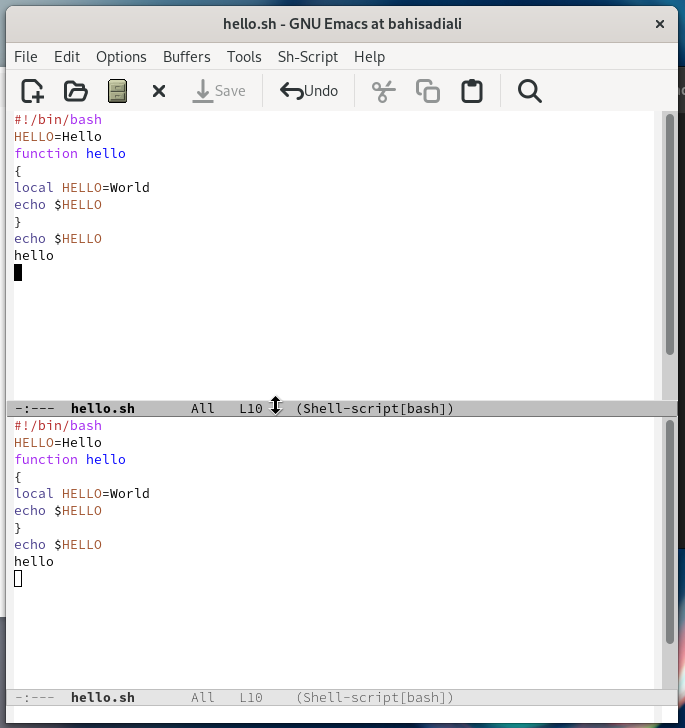 hello.sh - GNU Emacs at bahisadiali
File Edit Options Buffers Tools Sh-Script Help
Save Undo
#!/bin/bash
HELLO=Hello
function hello
{
local HELLO=World
echo $HELLO
}
echo $HELLO
hello
-:--- hello.sh All L10 (Shell-script[bash])
#!/bin/bash
HELLO=Hello
function hello
{
local HELLO=World
echo $HELLO
}
echo $HELLO
hello
-:--- hello.sh All L10 (Shell-script[bash])